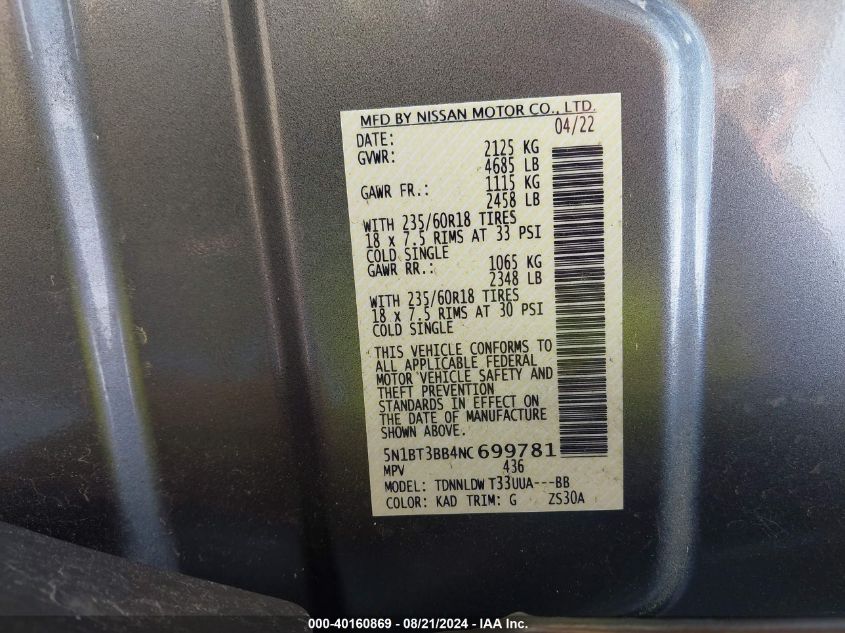 MFD BY NISSAN MOTOR CO., LTD.
DATE: 04/22
GVWR: 2125 KG
4685 LB
GAWR FR.: 1115 KG
2458 LB
WITH 235/60R18 TIRES
18 x 7.5 RIMS AT 33 PSI
COLD SINGLE
GAWR RR.: 1065 KG
2348 LB
WITH 235/60R18 TIRES
18 x 7.5 RIMS AT 30 PSI
COLD SINGLE
THIS VEHICLE CONFORMS TO
ALL APPLICABLE FEDERAL
MOTOR VEHICLE SAFETY AND
THEFT PREVENTION
STANDARDS IN EFFECT ON
THE DATE OF MANUFACTURE
SHOWN ABOVE.
5N1BT3BB4NC699781
MPV 436
MODEL: TDNNLDW T33UUA---BB
COLOR: KAD TRIM: G ZS30A
000-40160869 - 08/21/2024 - IAA Inc.